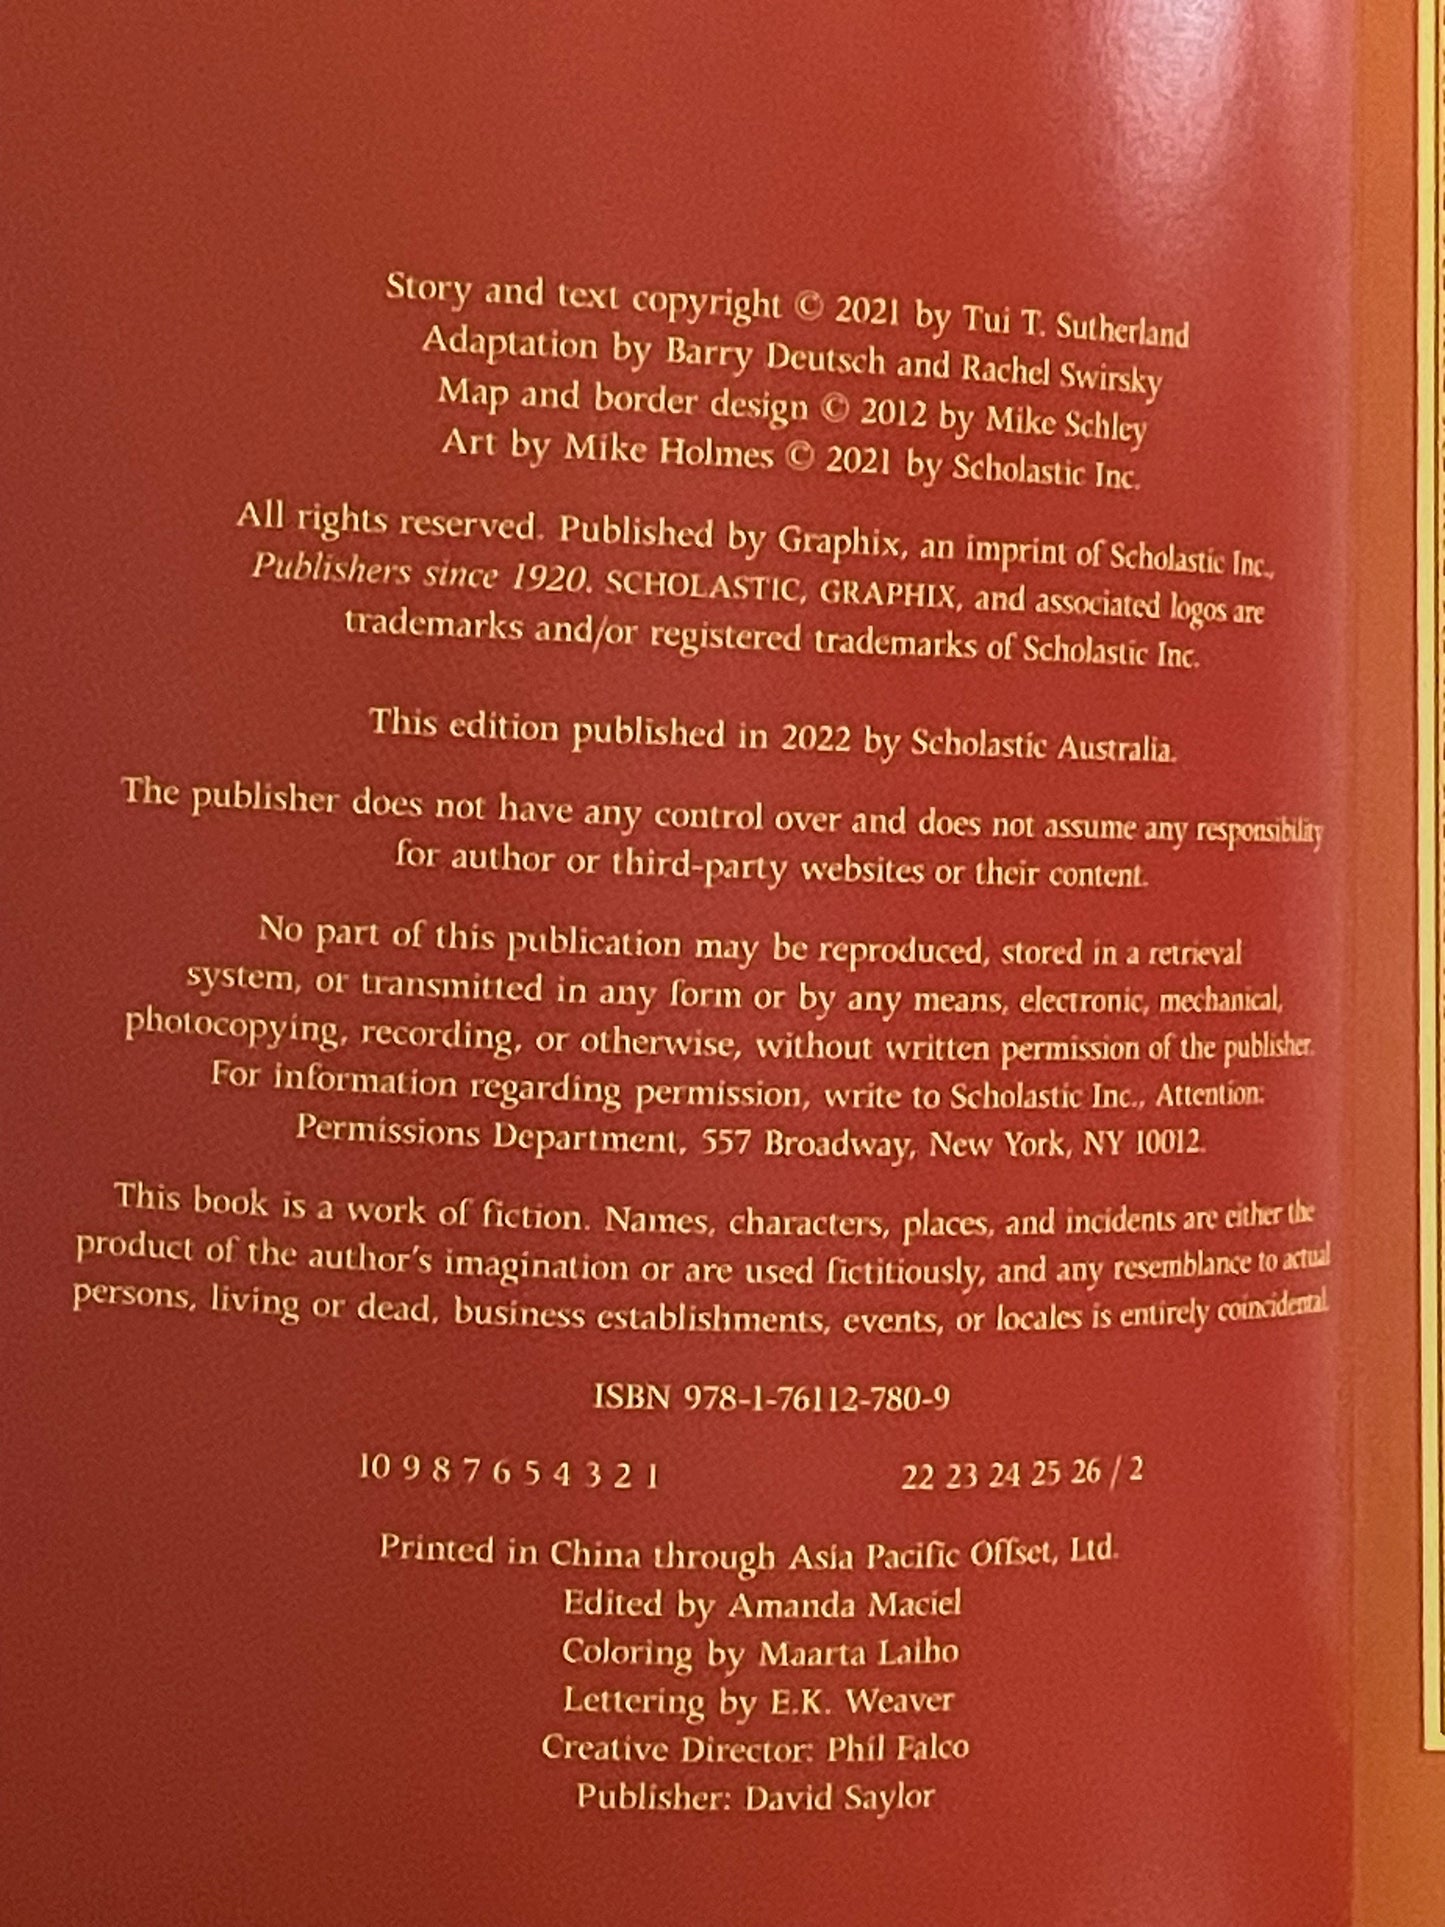 Story and text copyright © 2021 by Tui T. Sutherland
Adaptation by Barry Deutsch and Rachel Swirsky
Map and border design © 2012 by Mike Schley
Art by Mike Holmes © 2021 by Scholastic Inc.
All rights reserved. Published by Graphix, an imprint of Scholastic Inc.,
Publishers since 1920. SCHOLASTIC, GRAPHIX, and associated logos are
trademarks and/or registered trademarks of Scholastic Inc.
This edition published in 2022 by Scholastic Australia.
The publisher does not have any control over and does not assume any responsibility
for author or third-party websites or their content.
No part of this publication may be reproduced, stored in a retrieval
system, or transmitted in any form or by any means, electronic, mechanical,
photocopying, recording, or otherwise, without written permission of the publisher.
For information regarding permission, write to Scholastic Inc., Attention:
Permissions Department, 557 Broadway, New York, NY 10012.
This book is a work of fiction. Names, characters, places, and incidents are either the
product of the author's imagination or are used fictitiously, and any resemblance to actual
persons, living or dead, business establishments, events, or locales is entirely coincidental.
ISBN 978-1-76112-780-9
10 9 8 7 6 5 4 3 2 1 22 23 24 25 26 / 2
Printed in China through Asia Pacific Offset, Ltd.
Edited by Amanda Maciel
Coloring by Maarta Laiho
Lettering by E.K. Weaver
Creative Director: Phil Falco
Publisher: David Saylor